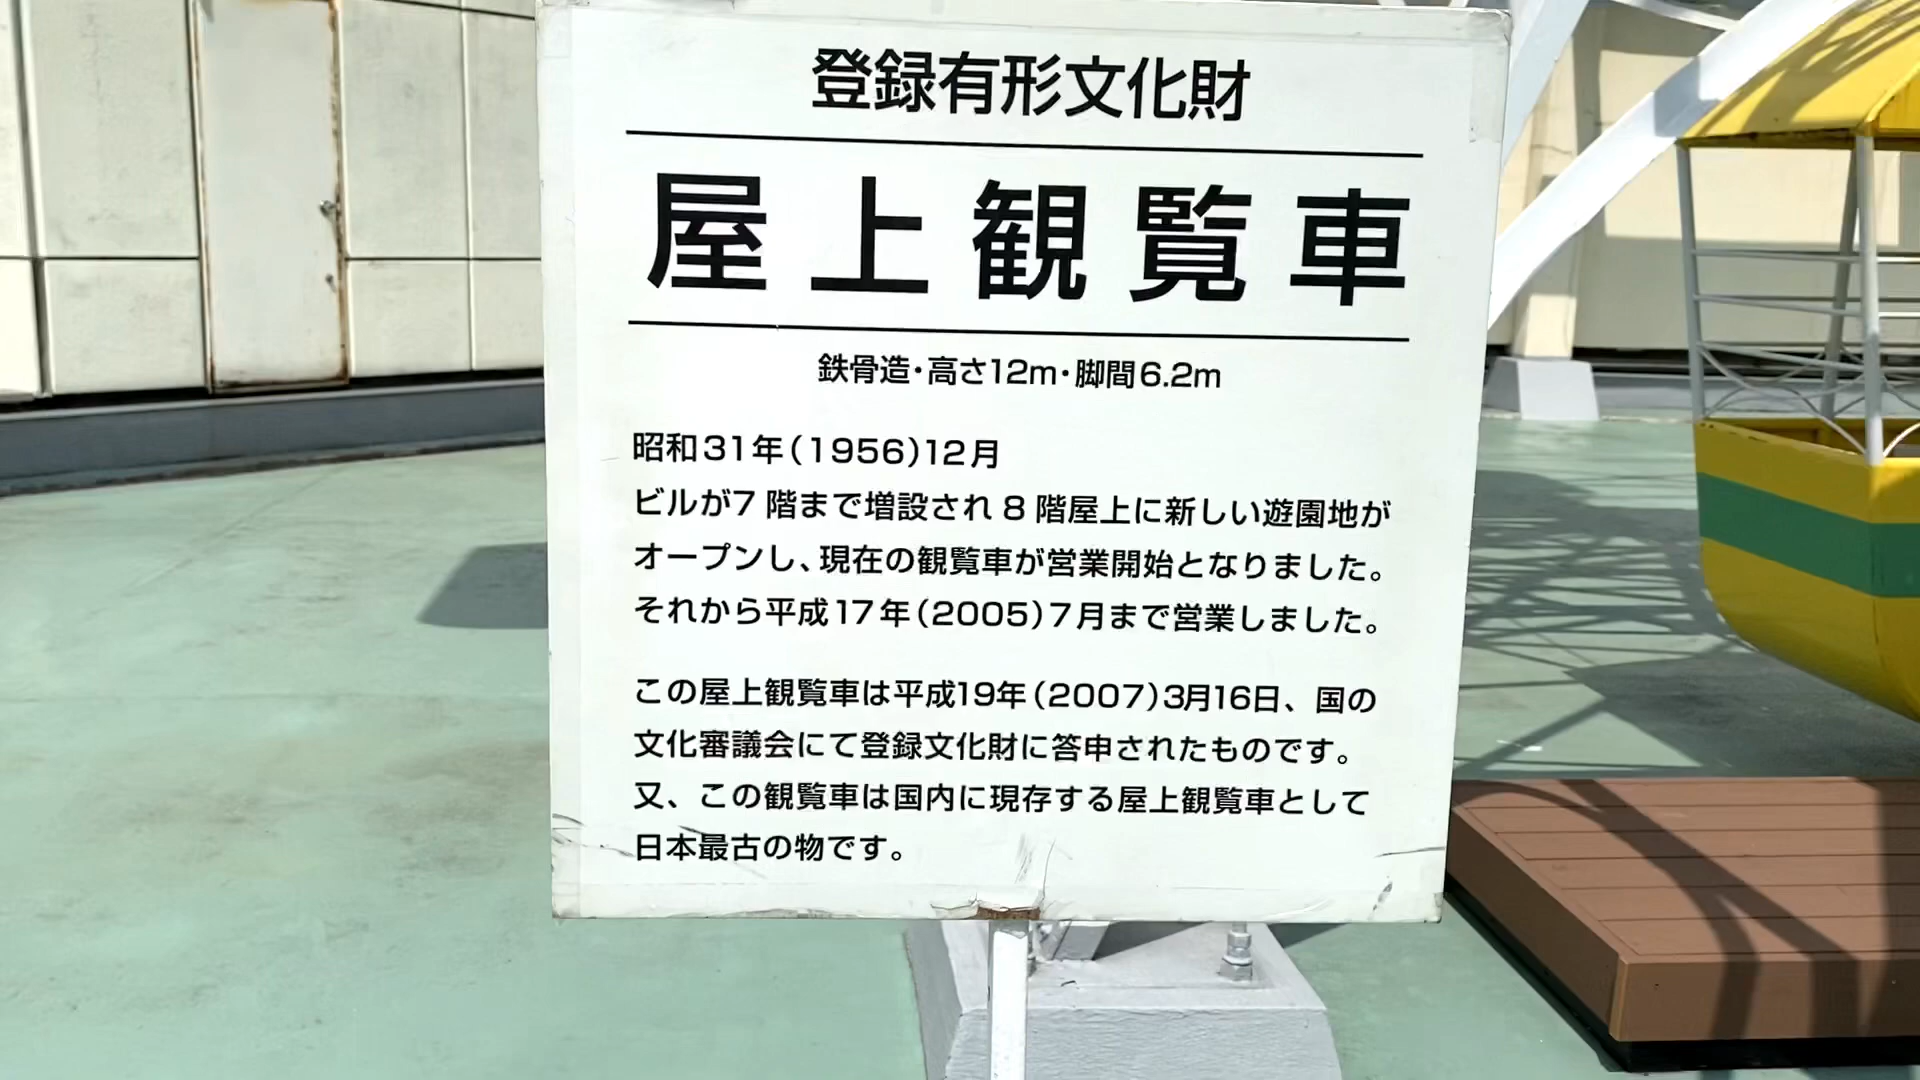 登録有形文化財
屋上観覧車
鉄骨造・高さ12m・脚間6.2m
昭和31年(1956)12月
ビルが7階まで増設され8階屋上に新しい遊園地が
オープンし、現在の観覧車が営業開始となりました。
それから平成17年(2005)7月まで営業しました。
この屋上観覧車は平成19年(2007)3月16日、国の
文化審議会にて登録文化財に答申されたものです。
又、この観覧車は国内に現存する屋上観覧車として
日本最古の物です。